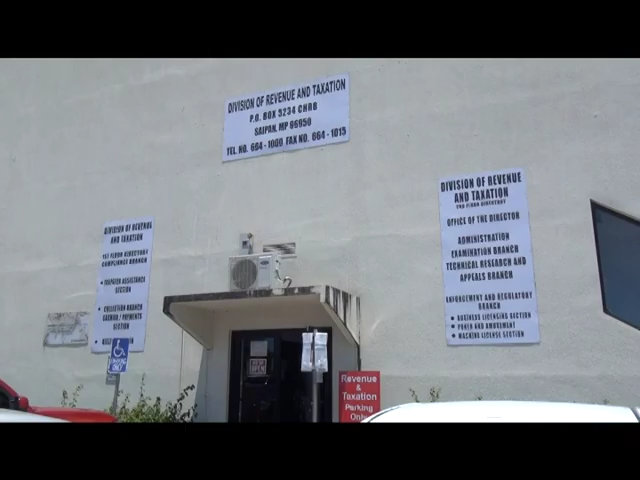 DIVISION OF REVENUE AND TAXATION
P.O. BOX 5234 CHRB
SAIPAN, MP 96950
TEL NO. 664 - 1000 FAX NO. 664 - 1015
DIVISION OF REVENUE
AND TAXATION
1ST FLOOR DIRECTORY
COMPLIANCE BRANCH
TAXPAYER ASSISTANCE
SECTION
COLLECTION BRANCH
CASHIER / PAYMENTS
SECTION
DIVISION OF REVENUE
AND TAXATION
2ND FLOOR DIRECTORY
OFFICE OF THE DIRECTOR
ADMINISTRATION
EXAMINATION BRANCH
TECHNICAL RESEARCH AND
APPEALS BRANCH
ENFORCEMENT AND REGULATORY
BRANCH
• BUSINESS LICENSING SECTION
• POKER AND AMUSEMENT
• MACHINE LICENSE SECTION
OPEN
Revenue
&
Taxation
Parking
Only